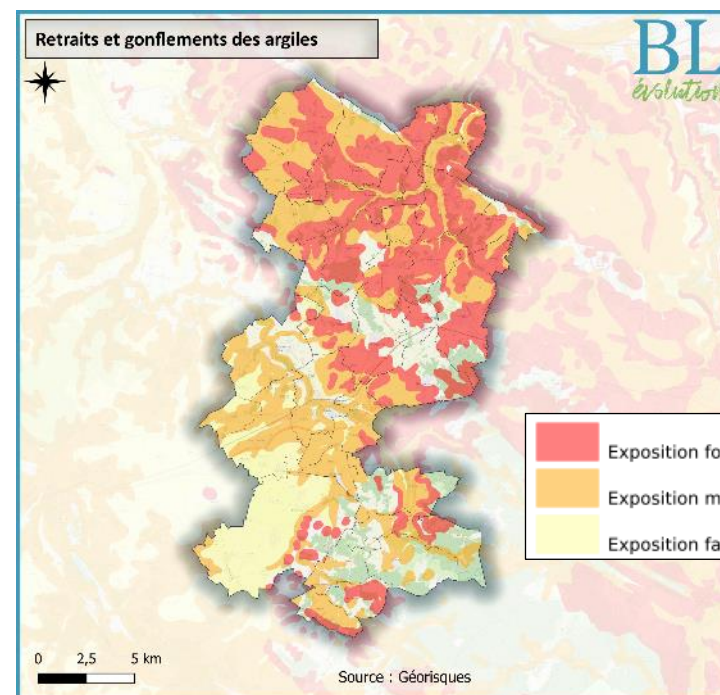 Retraits et gonflements des argiles
BL
évolution
Exposition fo
Exposition m
Exposition fa
0 2,5 5 km
Source : Géorisques